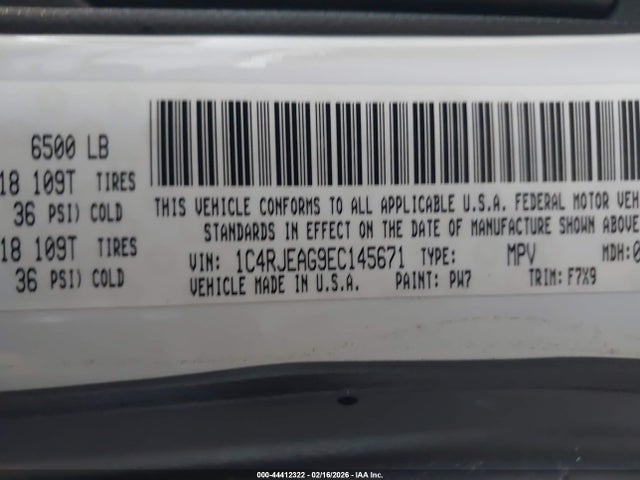 6500 LB
18 109T TIRES
36 PSI) COLD
18 109T TIRES
36 PSI) COLD
THIS VEHICLE CONFORMS TO ALL APPLICABLE U.S.A. FEDERAL MOTOR VEH
STANDARDS IN EFFECT ON THE DATE OF MANUFACTURE SHOWN ABOVE
VIN: 1C4RJEAG9EC145671 TYPE: MPV MDH:0
VEHICLE MADE IN U.S.A. PAINT: PW7 TRIM: F7X9
000-44412322 - 02/16/2026 - IAA Inc.